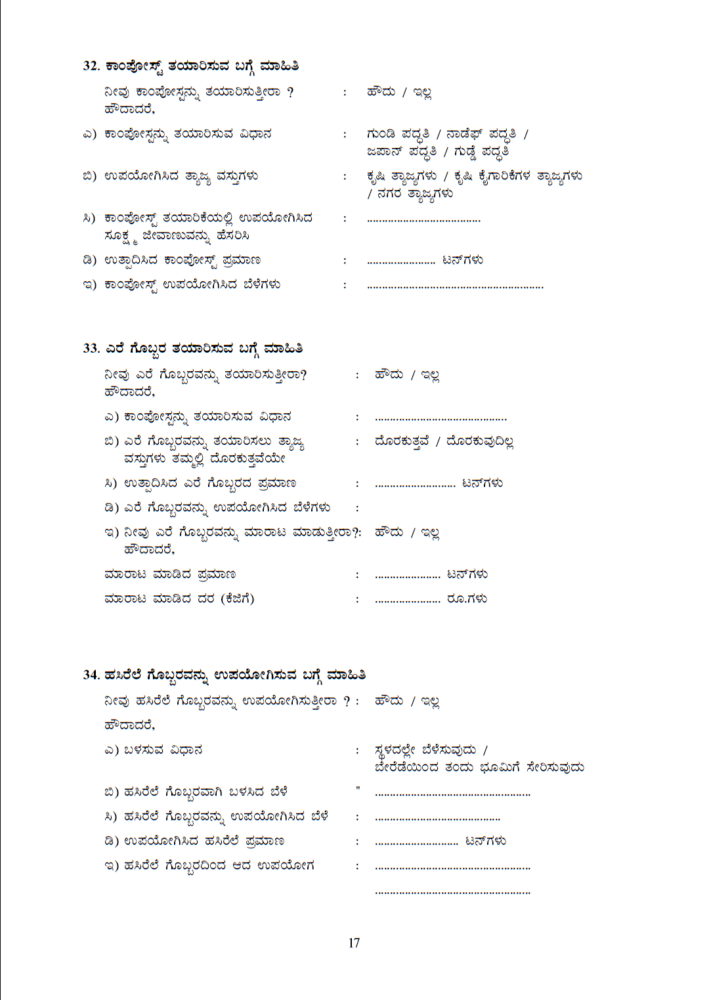 32. ಕಾಂಪೋಸ್ಟ್ ತಯಾರಿಸುವ ಬಗ್ಗೆ ಮಾಹಿತಿ
ನೀವು ಕಾಂಪೋಸ್ಟನ್ನು ತಯಾರಿಸುತ್ತೀರಾ ? : ಹೌದು / ಇಲ್ಲ
ಹೌದಾದರೆ,
ಎ) ಕಾಂಪೋಸ್ಟನ್ನು ತಯಾರಿಸುವ ವಿಧಾನ : ಗುಂಡಿ ಪದ್ಧತಿ / ನಾಡೆಫ್ ಪದ್ಧತಿ /
ಜಪಾನ್ ಪದ್ಧತಿ / ಗುಡ್ಡೆ ಪದ್ಧತಿ
ಬಿ) ಉಪಯೋಗಿಸಿದ ತ್ಯಾಜ್ಯ ವಸ್ತುಗಳು : ಕೃಷಿ ತ್ಯಾಜ್ಯಗಳು / ಕೃಷಿ ಕೈಗಾರಿಕೆಗಳ ತ್ಯಾಜ್ಯಗಳು
/ ನಗರ ತ್ಯಾಜ್ಯಗಳು
ಸಿ) ಕಾಂಪೋಸ್ಟ್ ತಯಾರಿಕೆಯಲ್ಲಿ ಉಪಯೋಗಿಸಿದ : ......................................
ಸೂಕ್ಷ್ಮ ಜೀವಾಣುವನ್ನು ಹೆಸರಿಸಿ
ಡಿ) ಉತ್ಪಾದಿಸಿದ ಕಾಂಪೋಸ್ಟ್ ಪ್ರಮಾಣ : ....................... ಟನ್‌ಗಳು
ಇ) ಕಾಂಪೋಸ್ಟ್ ಉಪಯೋಗಿಸಿದ ಬೆಳೆಗಳು : ...........................................................
33. ಎರೆ ಗೊಬ್ಬರ ತಯಾರಿಸುವ ಬಗ್ಗೆ ಮಾಹಿತಿ
ನೀವು ಎರೆ ಗೊಬ್ಬರವನ್ನು ತಯಾರಿಸುತ್ತೀರಾ? : ಹೌದು / ಇಲ್ಲ
ಹೌದಾದರೆ,
ಎ) ಕಾಂಪೋಸ್ಟನ್ನು ತಯಾರಿಸುವ ವಿಧಾನ : ............................................
ಬಿ) ಎರೆ ಗೊಬ್ಬರವನ್ನು ತಯಾರಿಸಲು ತ್ಯಾಜ್ಯ : ದೊರಕುತ್ತವೆ / ದೊರಕುವುದಿಲ್ಲ
ವಸ್ತುಗಳು ತಮ್ಮಲ್ಲಿ ದೊರಕುತ್ತವೆಯೇ
ಸಿ) ಉತ್ಪಾದಿಸಿದ ಎರೆ ಗೊಬ್ಬರದ ಪ್ರಮಾಣ : ........................... ಟನ್‌ಗಳು
ಡಿ) ಎರೆ ಗೊಬ್ಬರವನ್ನು ಉಪಯೋಗಿಸಿದ ಬೆಳೆಗಳು :
ಇ) ನೀವು ಎರೆ ಗೊಬ್ಬರವನ್ನು ಮಾರಾಟ ಮಾಡುತ್ತೀರಾ?: ಹೌದು / ಇಲ್ಲ
ಹೌದಾದರೆ,
ಮಾರಾಟ ಮಾಡಿದ ಪ್ರಮಾಣ : ...................... ಟನ್‌ಗಳು
ಮಾರಾಟ ಮಾಡಿದ ದರ (ಕೆಜಿಗೆ) : ...................... ರೂ.ಗಳು
34. ಹಸಿರೆಲೆ ಗೊಬ್ಬರವನ್ನು ಉಪಯೋಗಿಸುವ ಬಗ್ಗೆ ಮಾಹಿತಿ
ನೀವು ಹಸಿರೆಲೆ ಗೊಬ್ಬರವನ್ನು ಉಪಯೋಗಿಸುತ್ತೀರಾ ? : ಹೌದು / ಇಲ್ಲ
ಹೌದಾದರೆ,
ಎ) ಬಳಸುವ ವಿಧಾನ : ಸ್ಥಳದಲ್ಲೇ ಬೆಳೆಸುವುದು /
ಬೇರೆಡೆಯಿಂದ ತಂದು ಭೂಮಿಗೆ ಸೇರಿಸುವುದು
ಬಿ) ಹಸಿರೆಲೆ ಗೊಬ್ಬರವಾಗಿ ಬಳಸಿದ ಬೆಳೆ " ....................................................
ಸಿ) ಹಸಿರೆಲೆ ಗೊಬ್ಬರವನ್ನು ಉಪಯೋಗಿಸಿದ ಬೆಳೆ : ..........................................
ಡಿ) ಉಪಯೋಗಿಸಿದ ಹಸಿರೆಲೆ ಪ್ರಮಾಣ : ............................ ಟನ್‌ಗಳು
ಇ) ಹಸಿರೆಲೆ ಗೊಬ್ಬರದಿಂದ ಆದ ಉಪಯೋಗ : ....................................................
....................................................
17